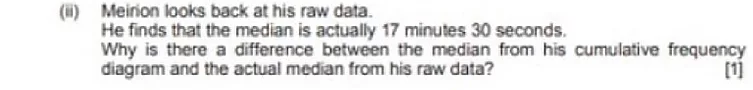 (ii) Meirion looks back at his raw data.
He finds that the median is actually 17 minutes 30 seconds.
Why is there a difference between the median from his cumulative frequency
diagram and the actual median from his raw data? [1]